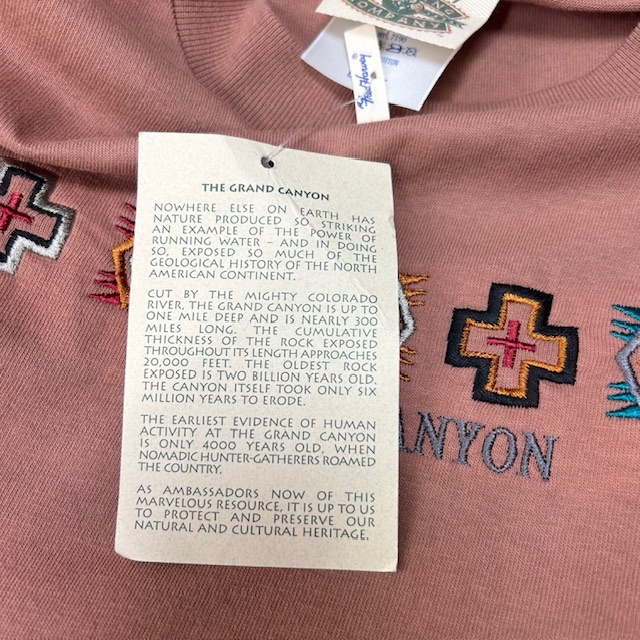 COMPANY
Fred Harvey
THE GRAND CANYON
NOWHERE ELSE ON EARTH HAS
NATURE PRODUCED SO STRIKING
AN EXAMPLE OF THE POWER OF
RUNNING WATER – AND IN DOING
SO, EXPOSED SO MUCH OF THE
GEOLOGICAL HISTORY OF THE NORTH
AMERICAN CONTINENT.
CUT BY THE MIGHTY COLORADO
RIVER, THE GRAND CANYON IS UP TO
ONE MILE DEEP AND IS NEARLY 300
MILES LONG. THE CUMULATIVE
THICKNESS OF THE ROCK EXPOSED
THROUGHOUT ITS LENGTH APPROACHES
20,000 FEET. THE OLDEST ROCK
EXPOSED IS TWO BILLION YEARS OLD.
THE CANYON ITSELF TOOK ONLY SIX
MILLION YEARS TO ERODE.
THE EARLIEST EVIDENCE OF HUMAN
ACTIVITY AT THE GRAND CANYON
IS ONLY 4000 YEARS OLD, WHEN
NOMADIC HUNTER-GATHERERS ROAMED
THE COUNTRY.
AS AMBASSADORS NOW OF THIS
MARVELOUS RESOURCE, IT IS UP TO US
TO PROTECT AND PRESERVE OUR
NATURAL AND CULTURAL HERITAGE.
ANYON